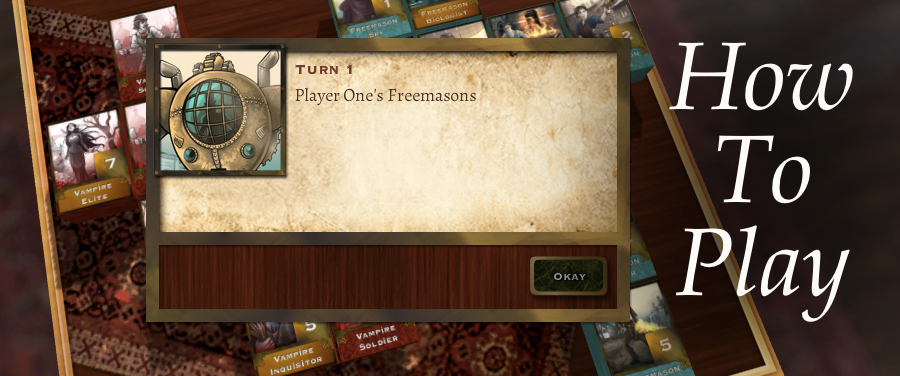 Freemason
Spy
Freemason
Biologist
2
Turn 1
Player One's Freemasons
How
To
Play
7
Vampire
Elite
Okay
5
Vampire
Inquisitor
Vampire
Soldier
5